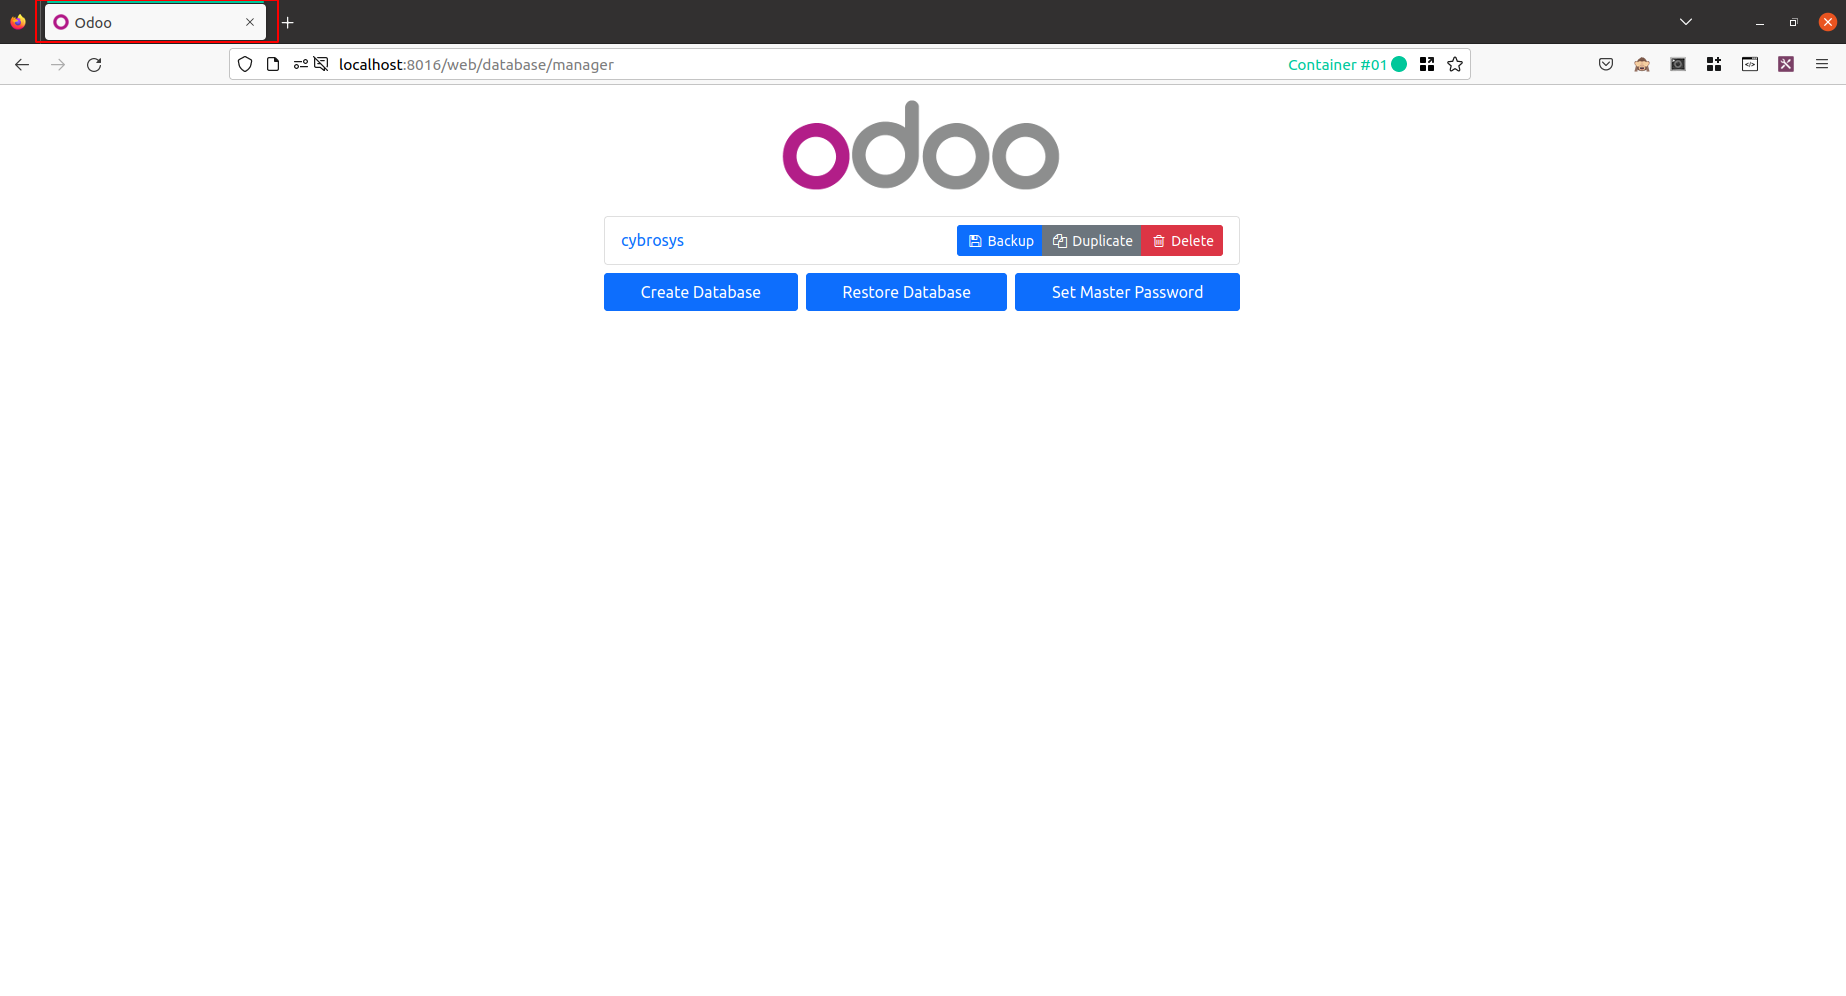 Odoo
localhost:8016/web/database/manager
Container #01
odoo
cybrosys
Backup
Duplicate
Delete
Create Database
Restore Database
Set Master Password